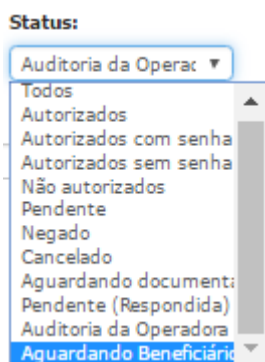 Status:
Auditoria da Operac
Todos
Autorizados
Autorizados com senha
Autorizados sem senha
Não autorizados
Pendente
Negado
Cancelado
Aguardando documenta
Pendente (Respondida)
Auditoria da Operadora
Aguardando Beneficiário